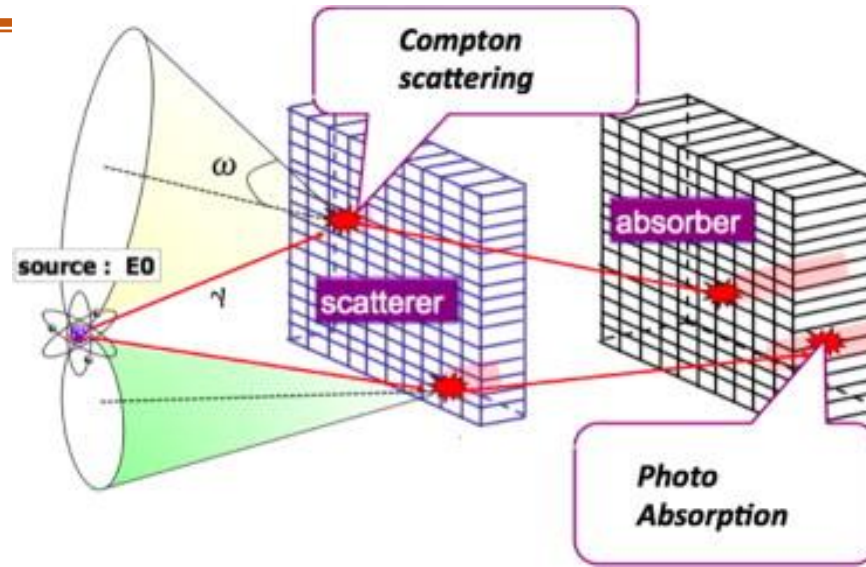 Compton
scattering
ω
absorber
source : E0
γ
scatterer
Photo
Absorption